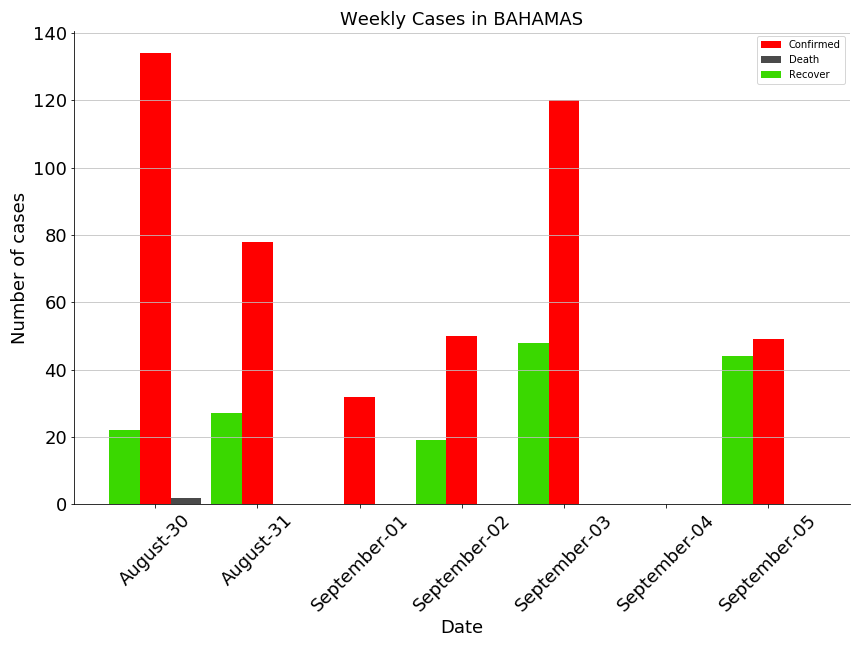 Weekly Cases in BAHAMAS
Confirmed
Death
Recover
Number of cases
140
120
100
80
60
40
20
0
August-30
August-31
September-01
September-02
September-03
September-04
September-05
Date